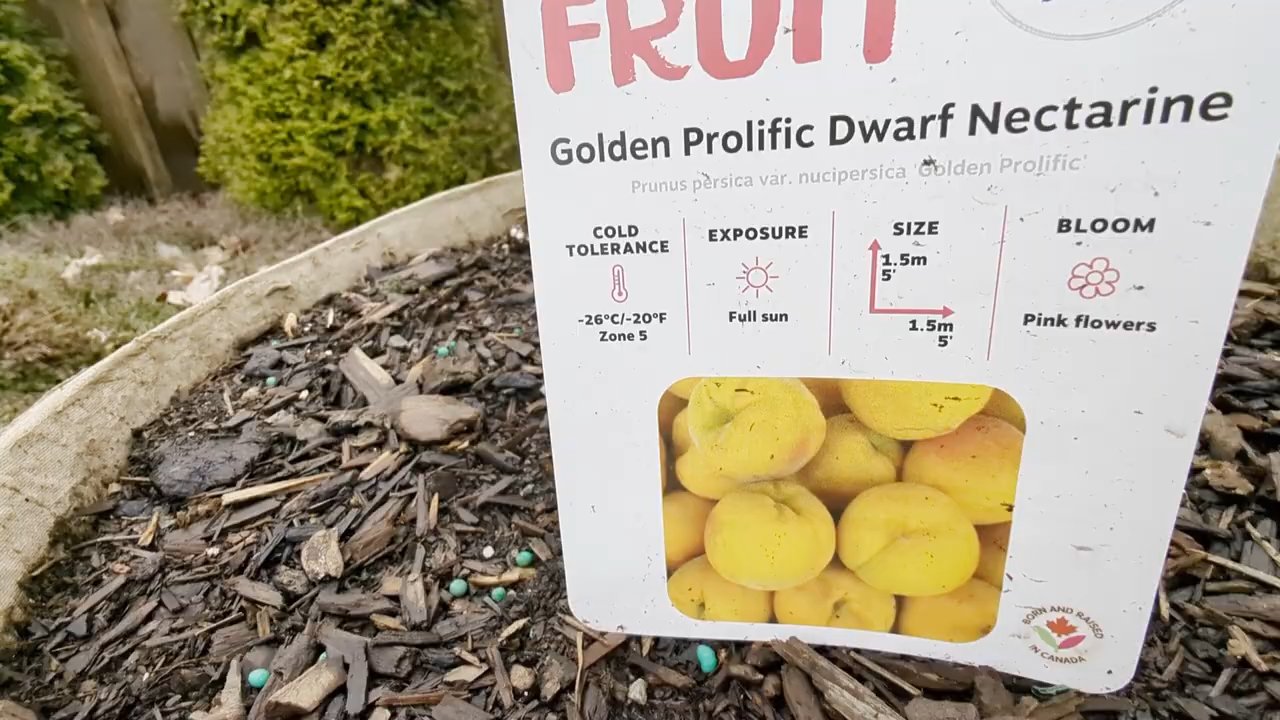 FRUIT
Golden Prolific Dwarf Nectarine
Prunus persica var. nucipersica 'Golden Prolific'
COLD
TOLERANCE
-26°C/-20°F
Zone 5
EXPOSURE
Full sun
SIZE
1.5m
5'
1.5m
5'
BLOOM
Pink flowers
BORN AND RAISED
IN CANADA